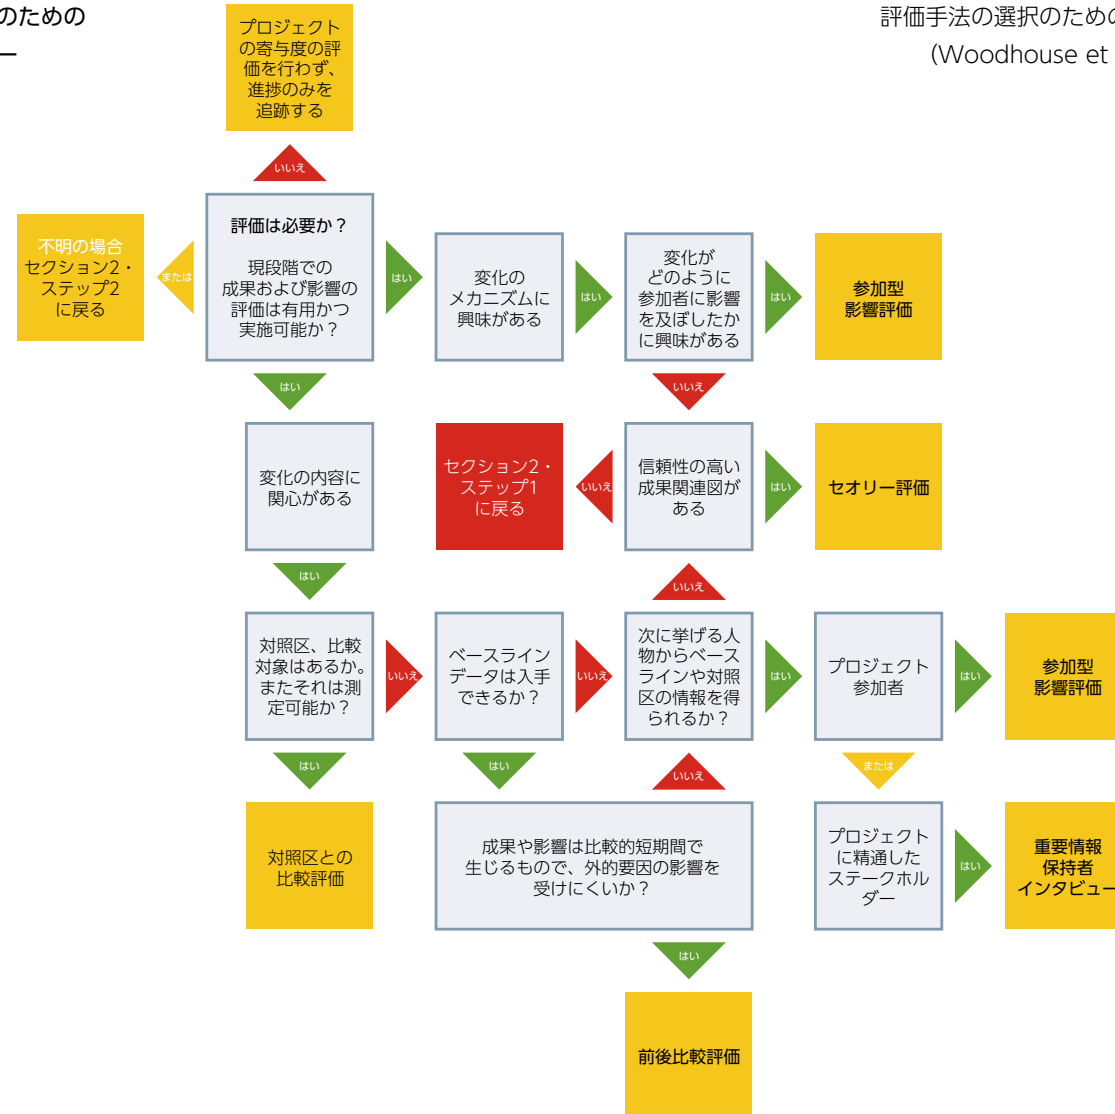 のための
ー
評価手法の選択のための
(Woodhouse et
プロジェクト
の寄与度の評
価を行わず、
進捗のみを
追跡する
いいえ
不明の場合
セクション2・
ステップ2
に戻る
または
評価は必要か？
現段階での
成果および影響の
評価は有用かつ
実施可能か？
はい
変化の
メカニズムに
興味がある
はい
変化が
どのように
参加者に影響
を及ぼしたか
に興味がある
はい
参加型
影響評価
はい
いいえ
変化の内容に
関心がある
セクション2・
ステップ1
に戻る
いいえ
信頼性の高い
成果関連図が
ある
はい
セオリー評価
はい
いいえ
対照区、比較
対象はあるか。
またそれは測
定可能か？
いいえ
ベースライン
データは入手
できるか？
いいえ
次に挙げる人
物からベース
ラインや対照
区の情報を得
られるか？
はい
プロジェクト
参加者
はい
参加型
影響評価
はい
はい
いいえ
または
対照区との
比較評価
成果や影響は比較的短期間で
生じるもので、外的要因の影響を
受けにくいか？
プロジェクト
に精通した
ステークホル
ダー
はい
重要情報
保持者
インタビュー
はい
前後比較評価